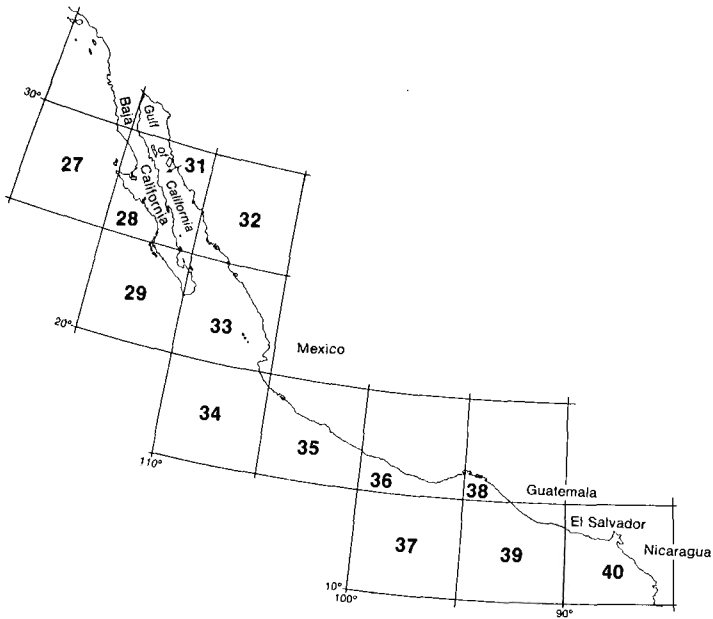 30°
Baja
California
Gulf
of
California
27
31
32
28
29
33
20°
Mexico
34
35
110°
36
38
Guatemala
El Salvador
Nicaragua
37
39
40
10°
100°
90°